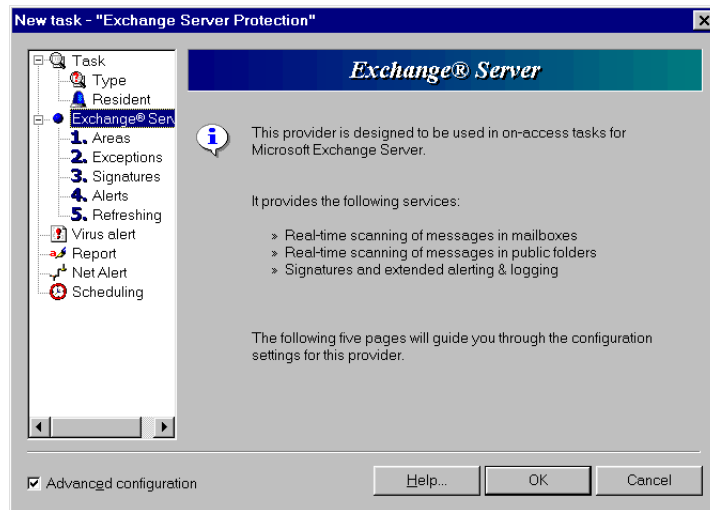 New task - "Exchange Server Protection"
Task
Type
Resident
Exchange® Serv
1. Areas
2. Exceptions
3. Signatures
4. Alerts
5. Refreshing
Virus alert
Report
Net Alert
Scheduling
Exchange® Server
This provider is designed to be used in on-access tasks for
Microsoft Exchange Server.
It provides the following services:
» Real-time scanning of messages in mailboxes
» Real-time scanning of messages in public folders
» Signatures and extended alerting & logging
The following five pages will guide you through the configuration
settings for this provider.
Advanced configuration
Help...
OK
Cancel